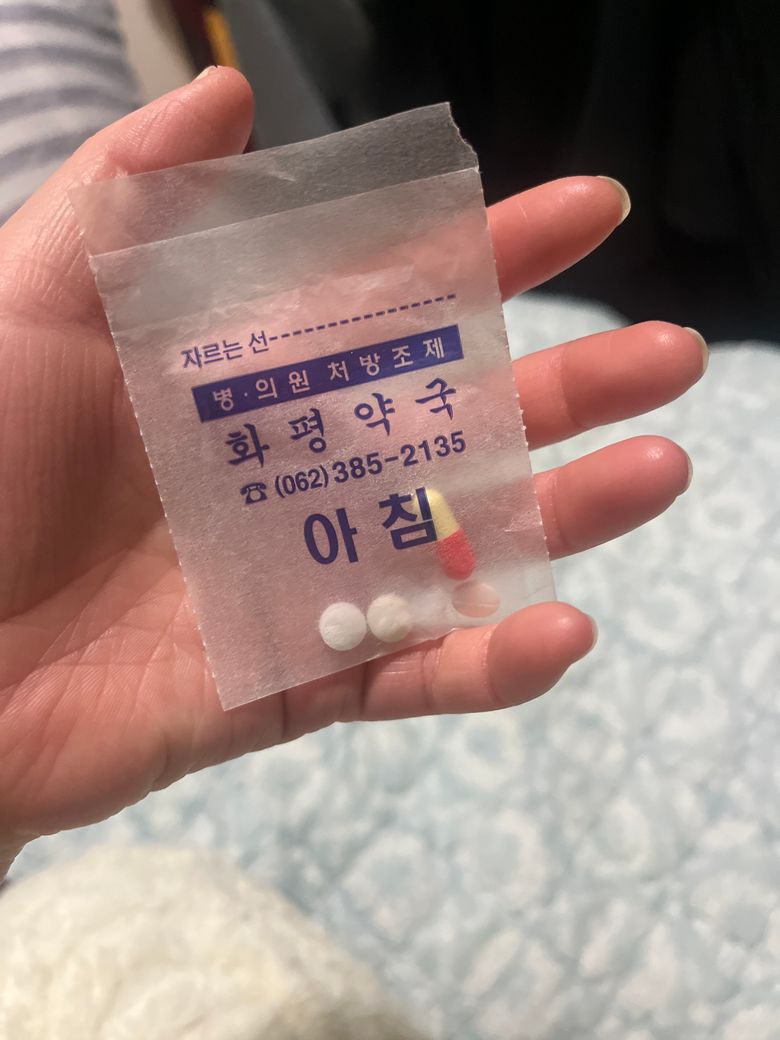 자르는 선--------------------
병·의원 처방조제
화평약국
☎ (062)385-2135
아침